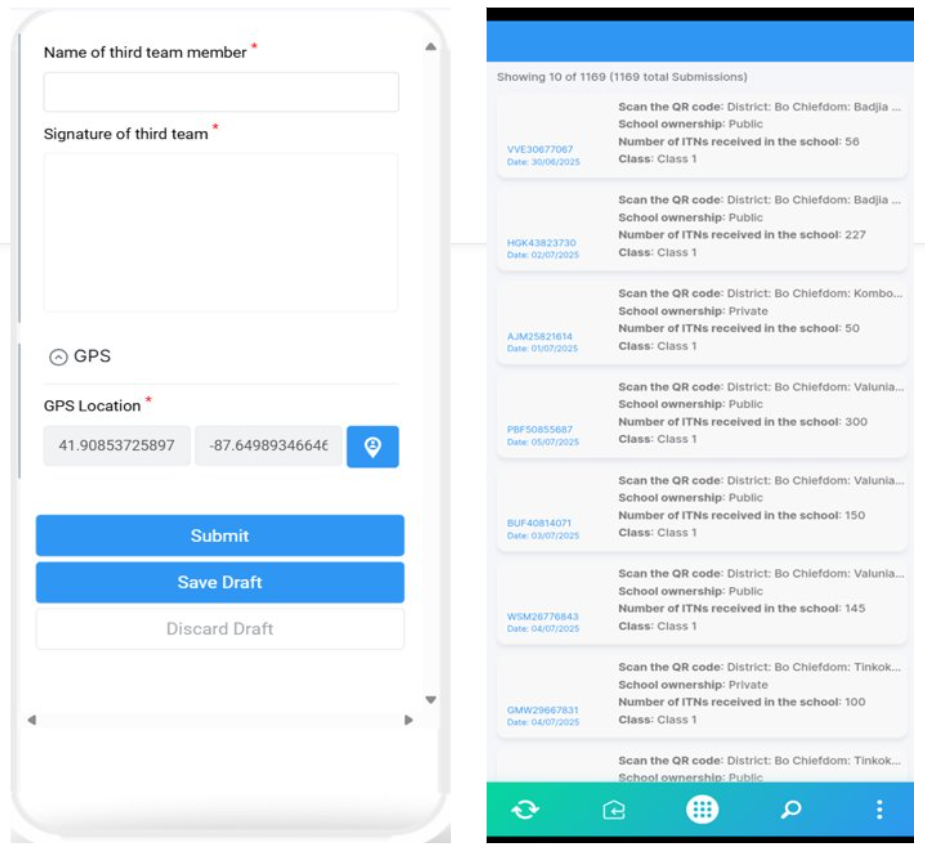 Name of third team member *
Signature of third team *
GPS
GPS Location *
41.90853725897 -87.6498934664€
Submit
Save Draft
Discard Draft
Showing 10 of 1169 (1169 total Submissions)
Scan the QR code: District: Bo Chiefdom: Badjia ...
School ownership: Public
Number of ITNs received in the school: 56
VVE30677067
Date: 30/06/2025
Class: Class 1
Scan the QR code: District: Bo Chiefdom: Badjia ...
School ownership: Public
Number of ITNs received in the school: 227
HGK43823730
Date: 02/07/2025
Class: Class 1
Scan the QR code: District: Bo Chiefdom: Kombo...
School ownership: Private
Number of ITNs received in the school: 50
AJM25821614
Date: 01/07/2025
Class: Class 1
Scan the QR code: District: Bo Chiefdom: Valunia...
School ownership: Public
Number of ITNs received in the school: 300
PBF50855687
Date: 05/07/2025
Class: Class 1
Scan the QR code: District: Bo Chiefdom: Valunia...
School ownership: Public
Number of ITNs received in the school: 150
BUF40814071
Date: 03/07/2025
Class: Class 1
Scan the QR code: District: Bo Chiefdom: Valunia...
School ownership: Public
Number of ITNs received in the school: 145
WSM26776843
Date: 04/07/2025
Class: Class 1
Scan the QR code: District: Bo Chiefdom: Tinkok...
School ownership: Private
Number of ITNs received in the school: 100
GMW29667831
Date: 04/07/2025
Class: Class 1
Scan the QR code: District: Bo Chiefdom: Tinkok...
School ownership: Public